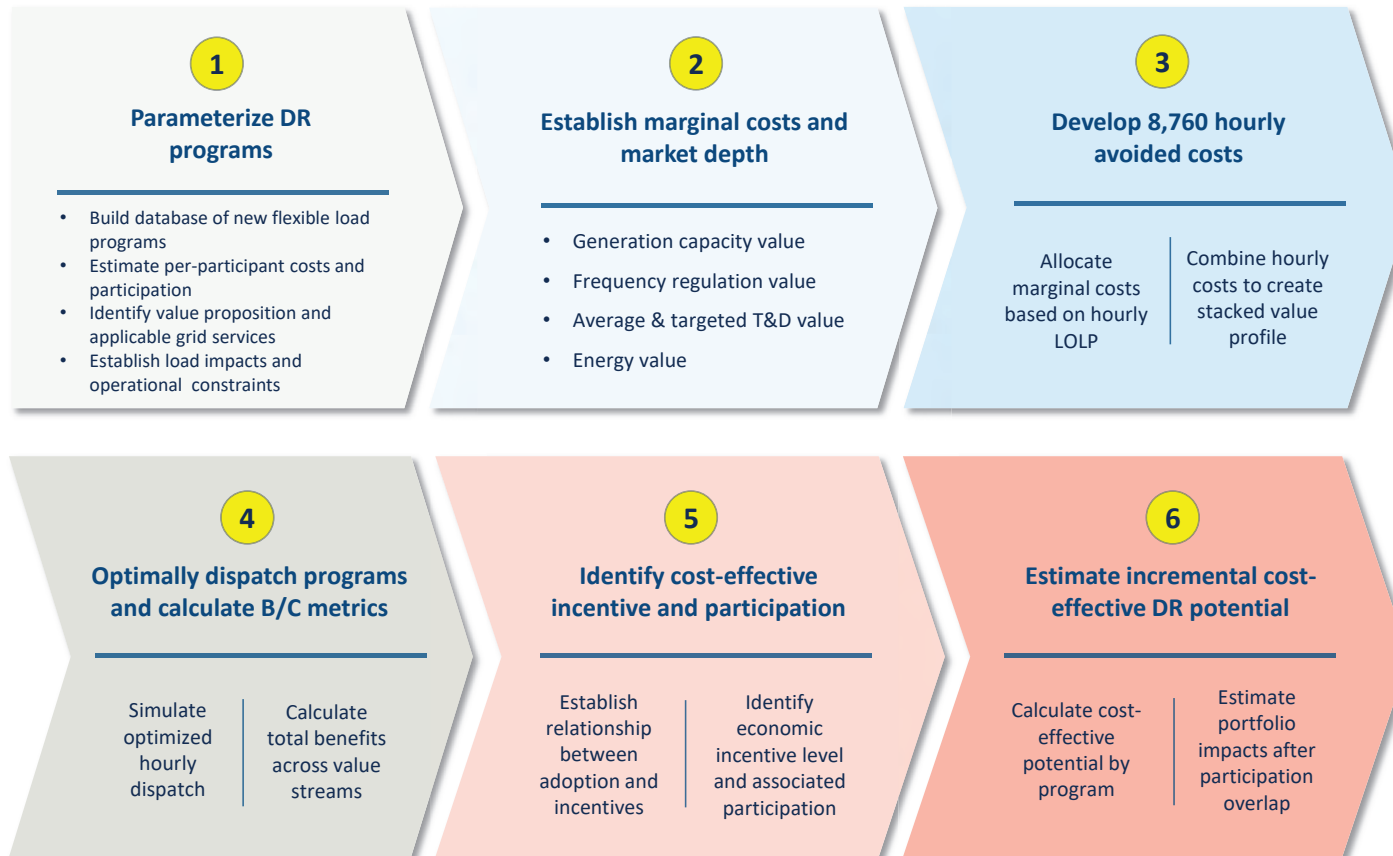 1
Parameterize DR
programs
• Build database of new flexible load
programs
• Estimate per-participant costs and
participation
• Identify value proposition and
applicable grid services
• Establish load impacts and
operational constraints
2
Establish marginal costs and
market depth
• Generation capacity value
• Frequency regulation value
• Average & targeted T&D value
• Energy value
3
Develop 8,760 hourly
avoided costs
Allocate
marginal costs
based on hourly
LOLP
Combine hourly
costs to create
stacked value
profile
4
Optimally dispatch programs
and calculate B/C metrics
Simulate
optimized
hourly
dispatch
Calculate
total benefits
across value
streams
5
Identify cost-effective
incentive and participation
Establish
relationship
between
adoption and
incentives
Identify
economic
incentive level
and associated
participation
6
Estimate incremental cost-
effective DR potential
Calculate cost-
effective
potential by
program
Estimate
portfolio
impacts after
participation
overlap